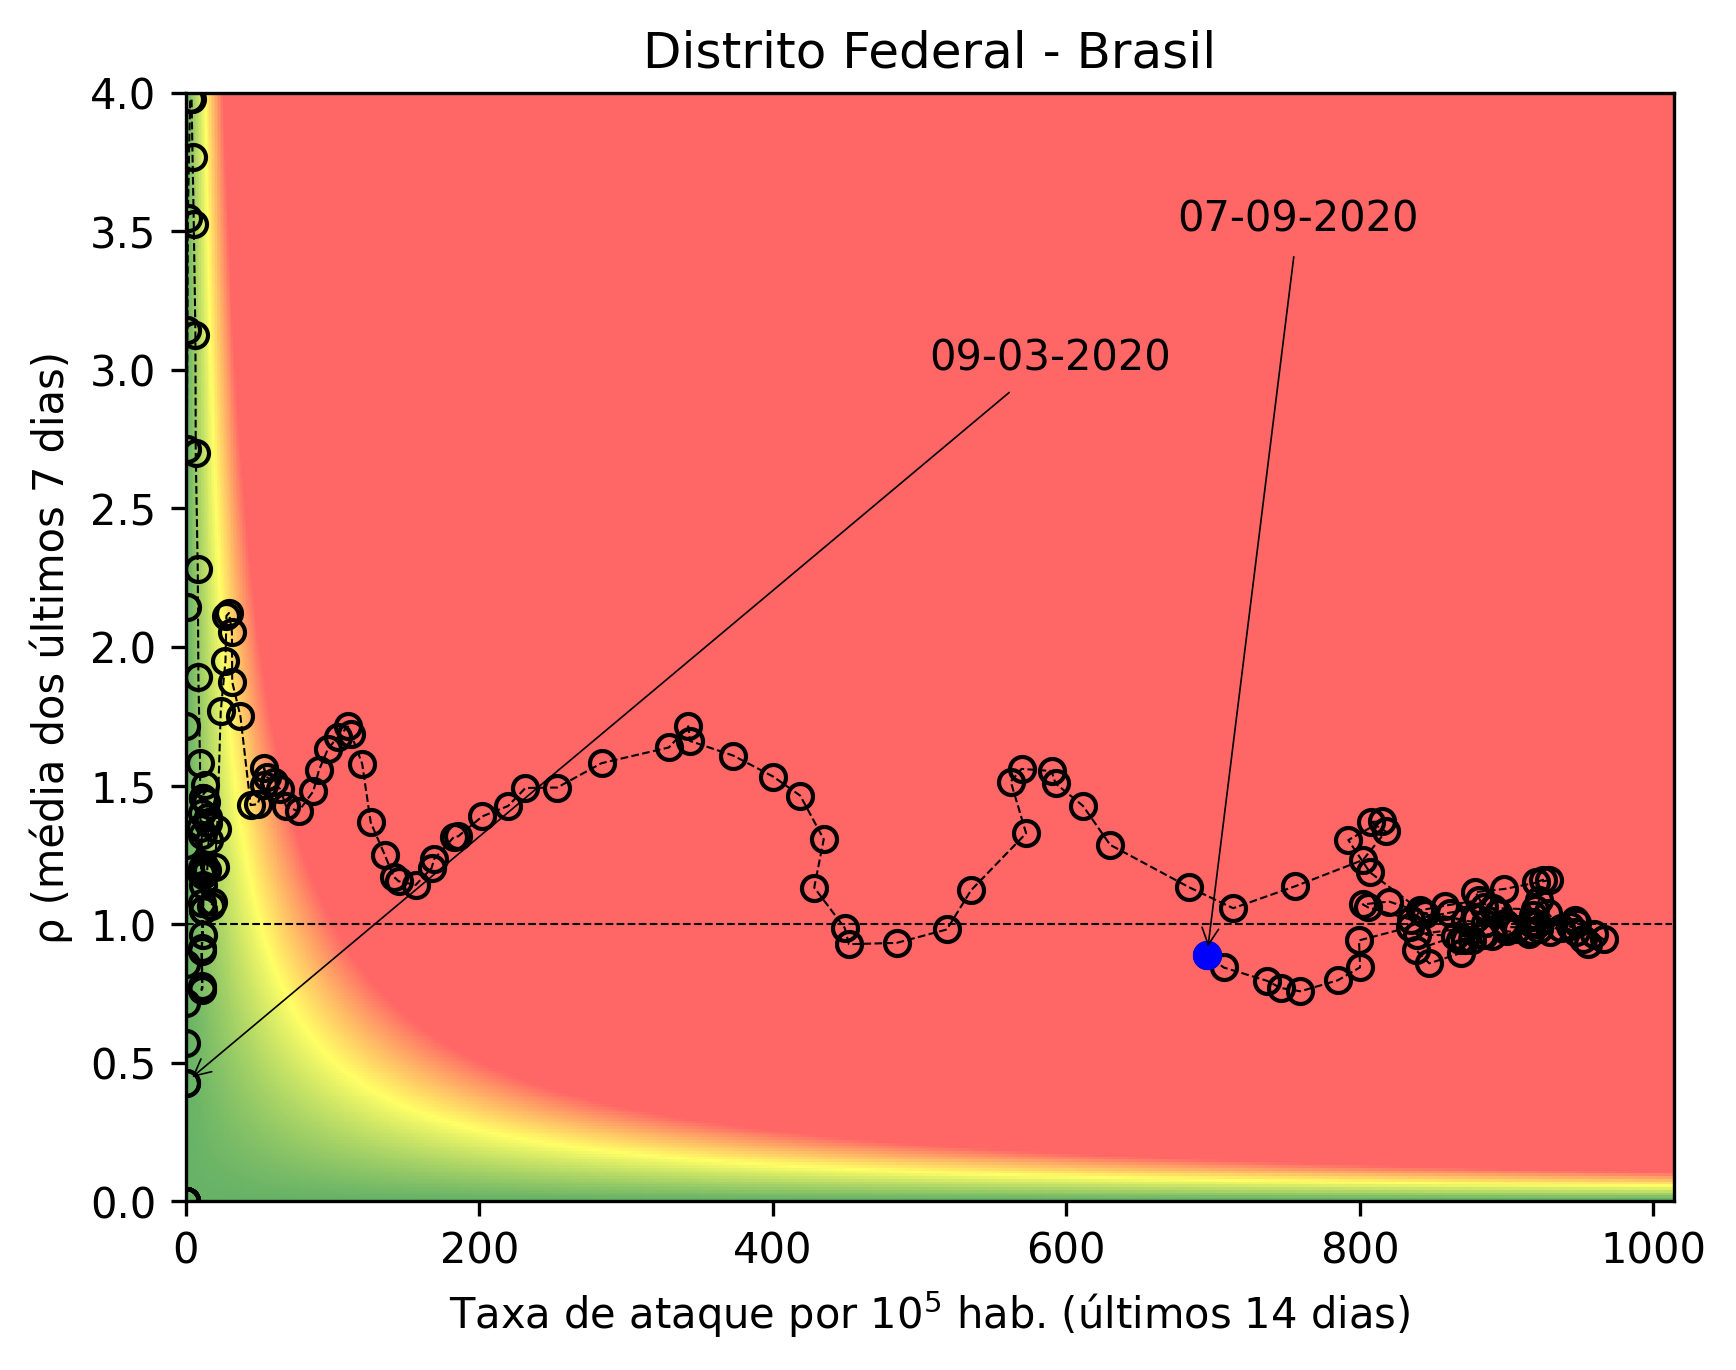 Distrito Federal - Brasil
4.0
3.5
3.0
2.5
2.0
1.5
1.0
0.5
0.0
ρ (média dos últimos 7 dias)
07-09-2020
09-03-2020
0 200 400 600 800 1000
Taxa de ataque por 10⁵ hab. (últimos 14 dias)